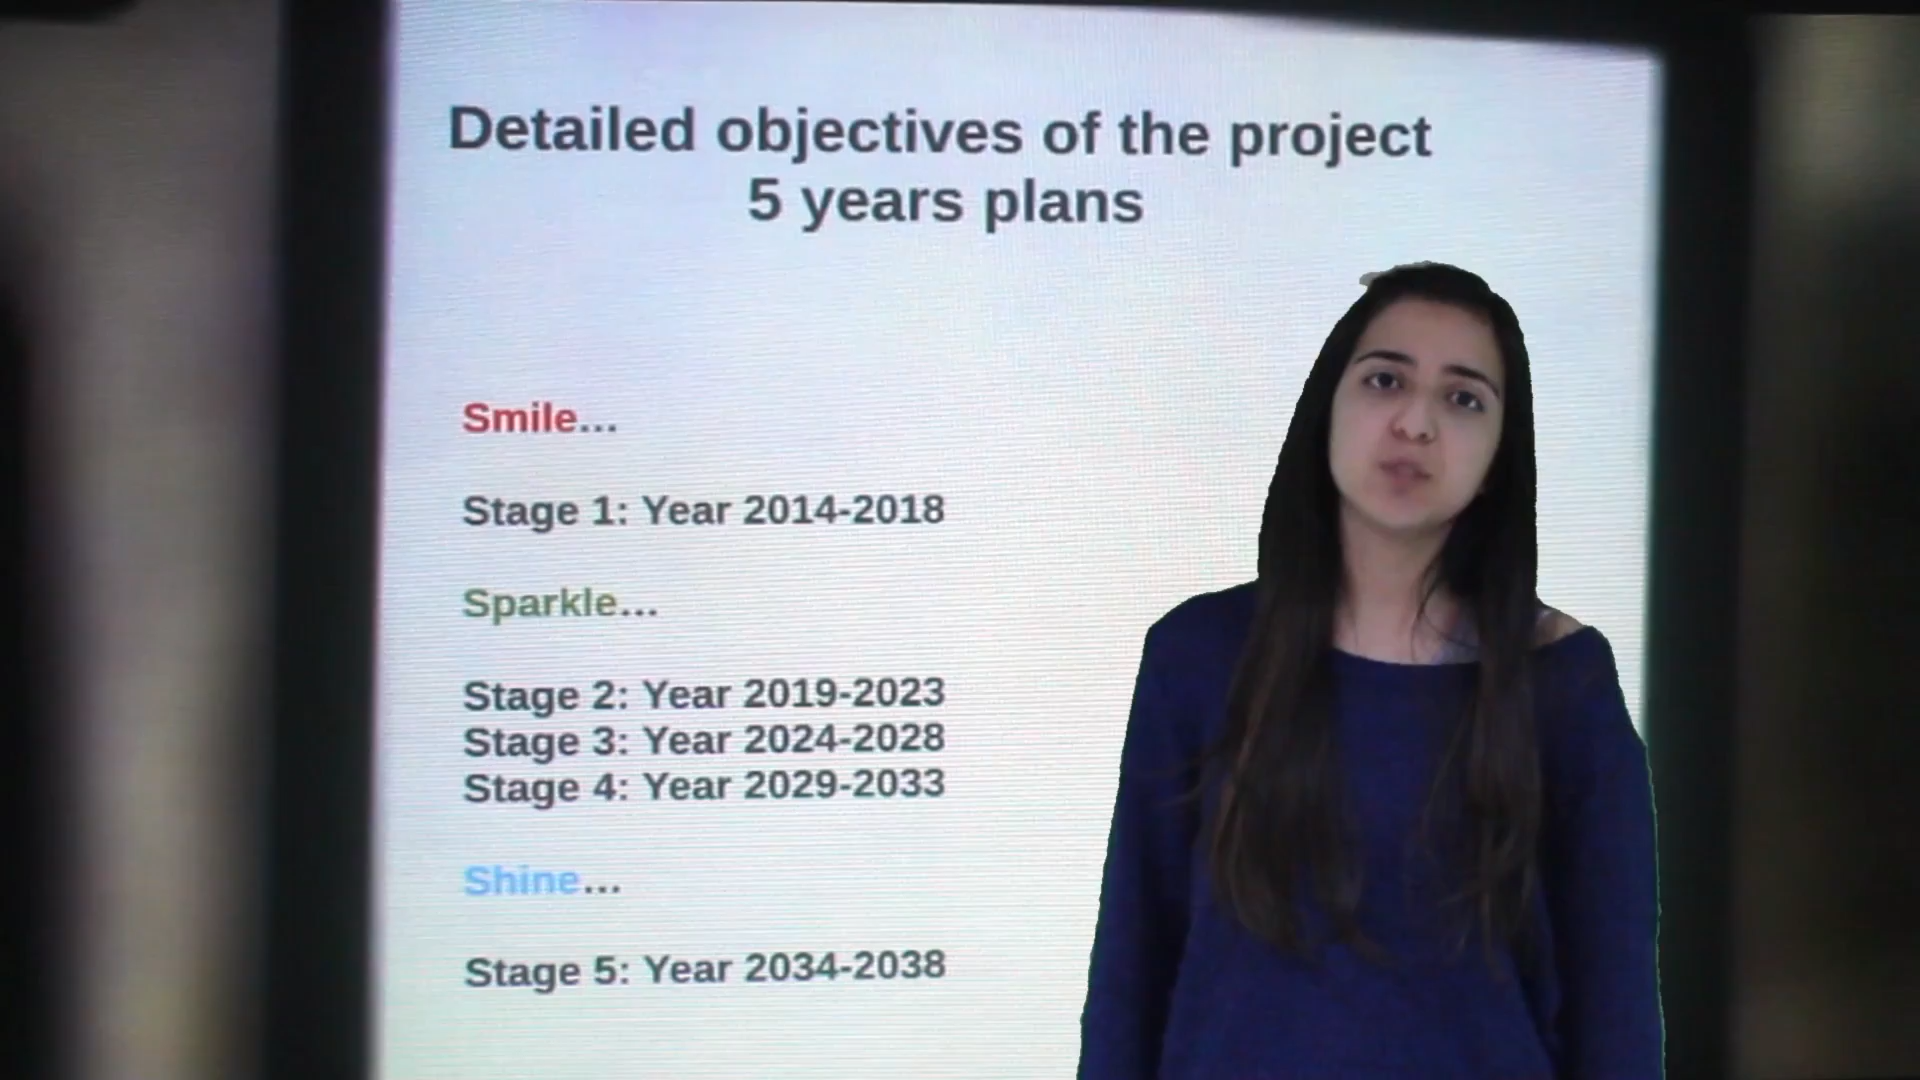 Detailed objectives of the project
5 years plans
Smile...
Stage 1: Year 2014-2018
Sparkle...
Stage 2: Year 2019-2023
Stage 3: Year 2024-2028
Stage 4: Year 2029-2033
Shine...
Stage 5: Year 2034-2038